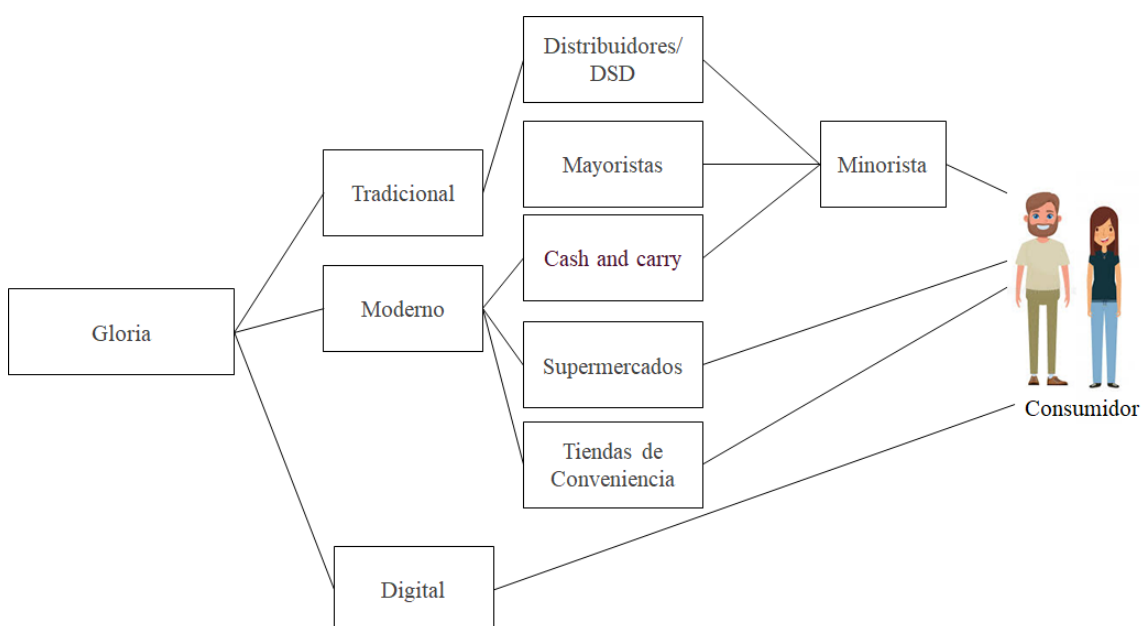 Distribuidores/
DSD
Mayoristas
Minorista
Tradicional
Cash and carry
Moderno
Gloria
Supermercados
Consumidor
Tiendas de
Conveniencia
Digital